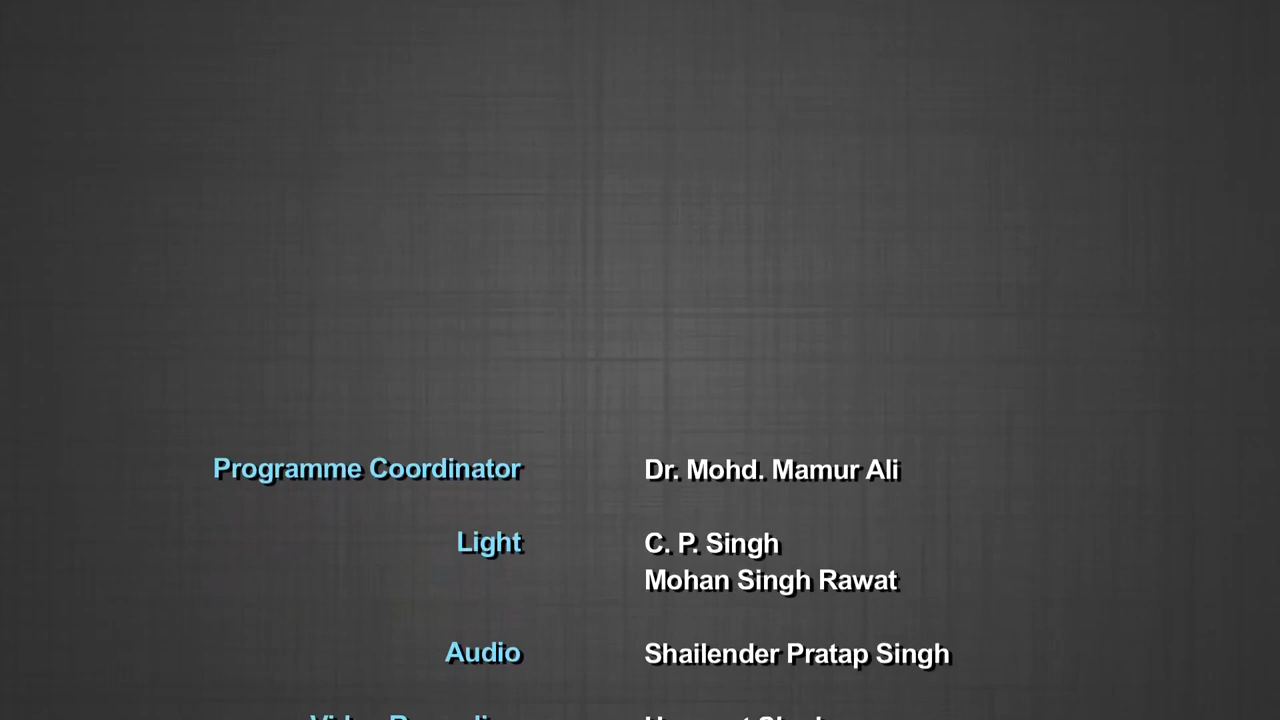 Programme Coordinator Dr. Mohd. Mamur Ali
Light C. P. Singh
Mohan Singh Rawat
Audio Shailender Pratap Singh